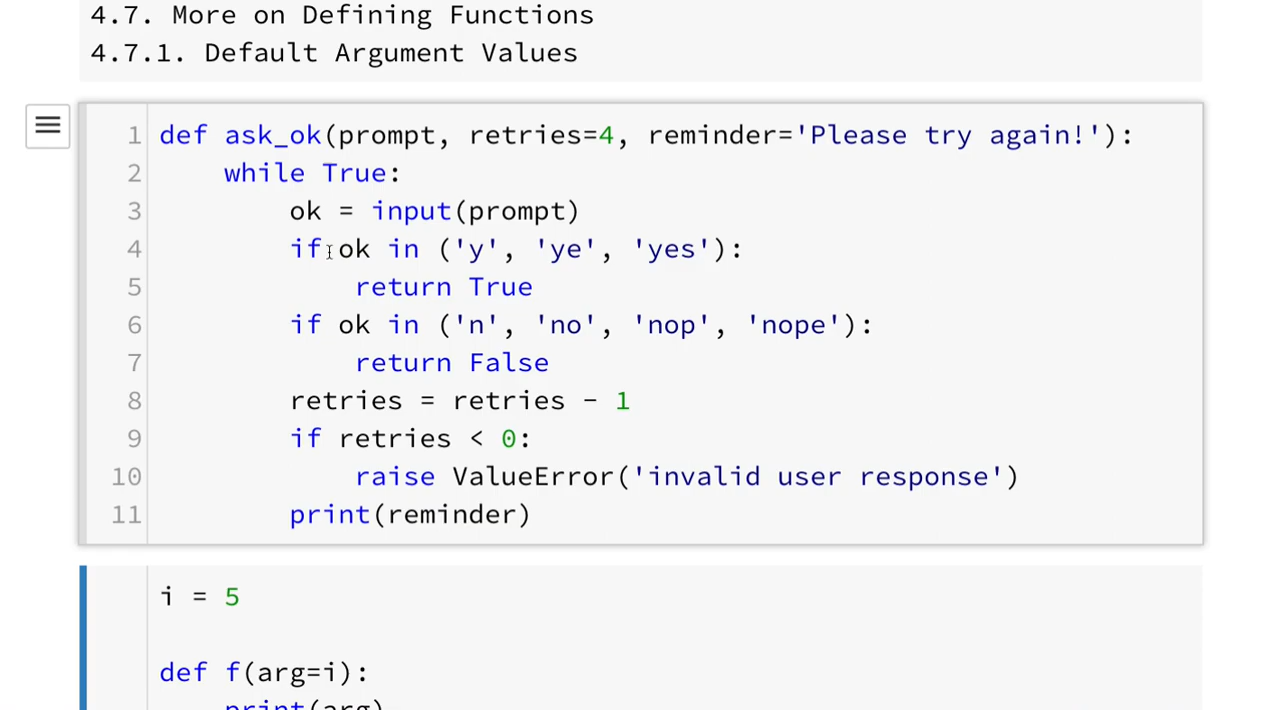 4.7. More on Defining Functions
4.7.1. Default Argument Values
1 def ask_ok(prompt, retries=4, reminder='Please try again!'):
2     while True:
3         ok = input(prompt)
4         if ok in ('y', 'ye', 'yes'):
5             return True
6         if ok in ('n', 'no', 'nop', 'nope'):
7             return False
8         retries = retries - 1
9         if retries < 0:
10             raise ValueError('invalid user response')
11         print(reminder)
i = 5
def f(arg=i):
    print(arg)